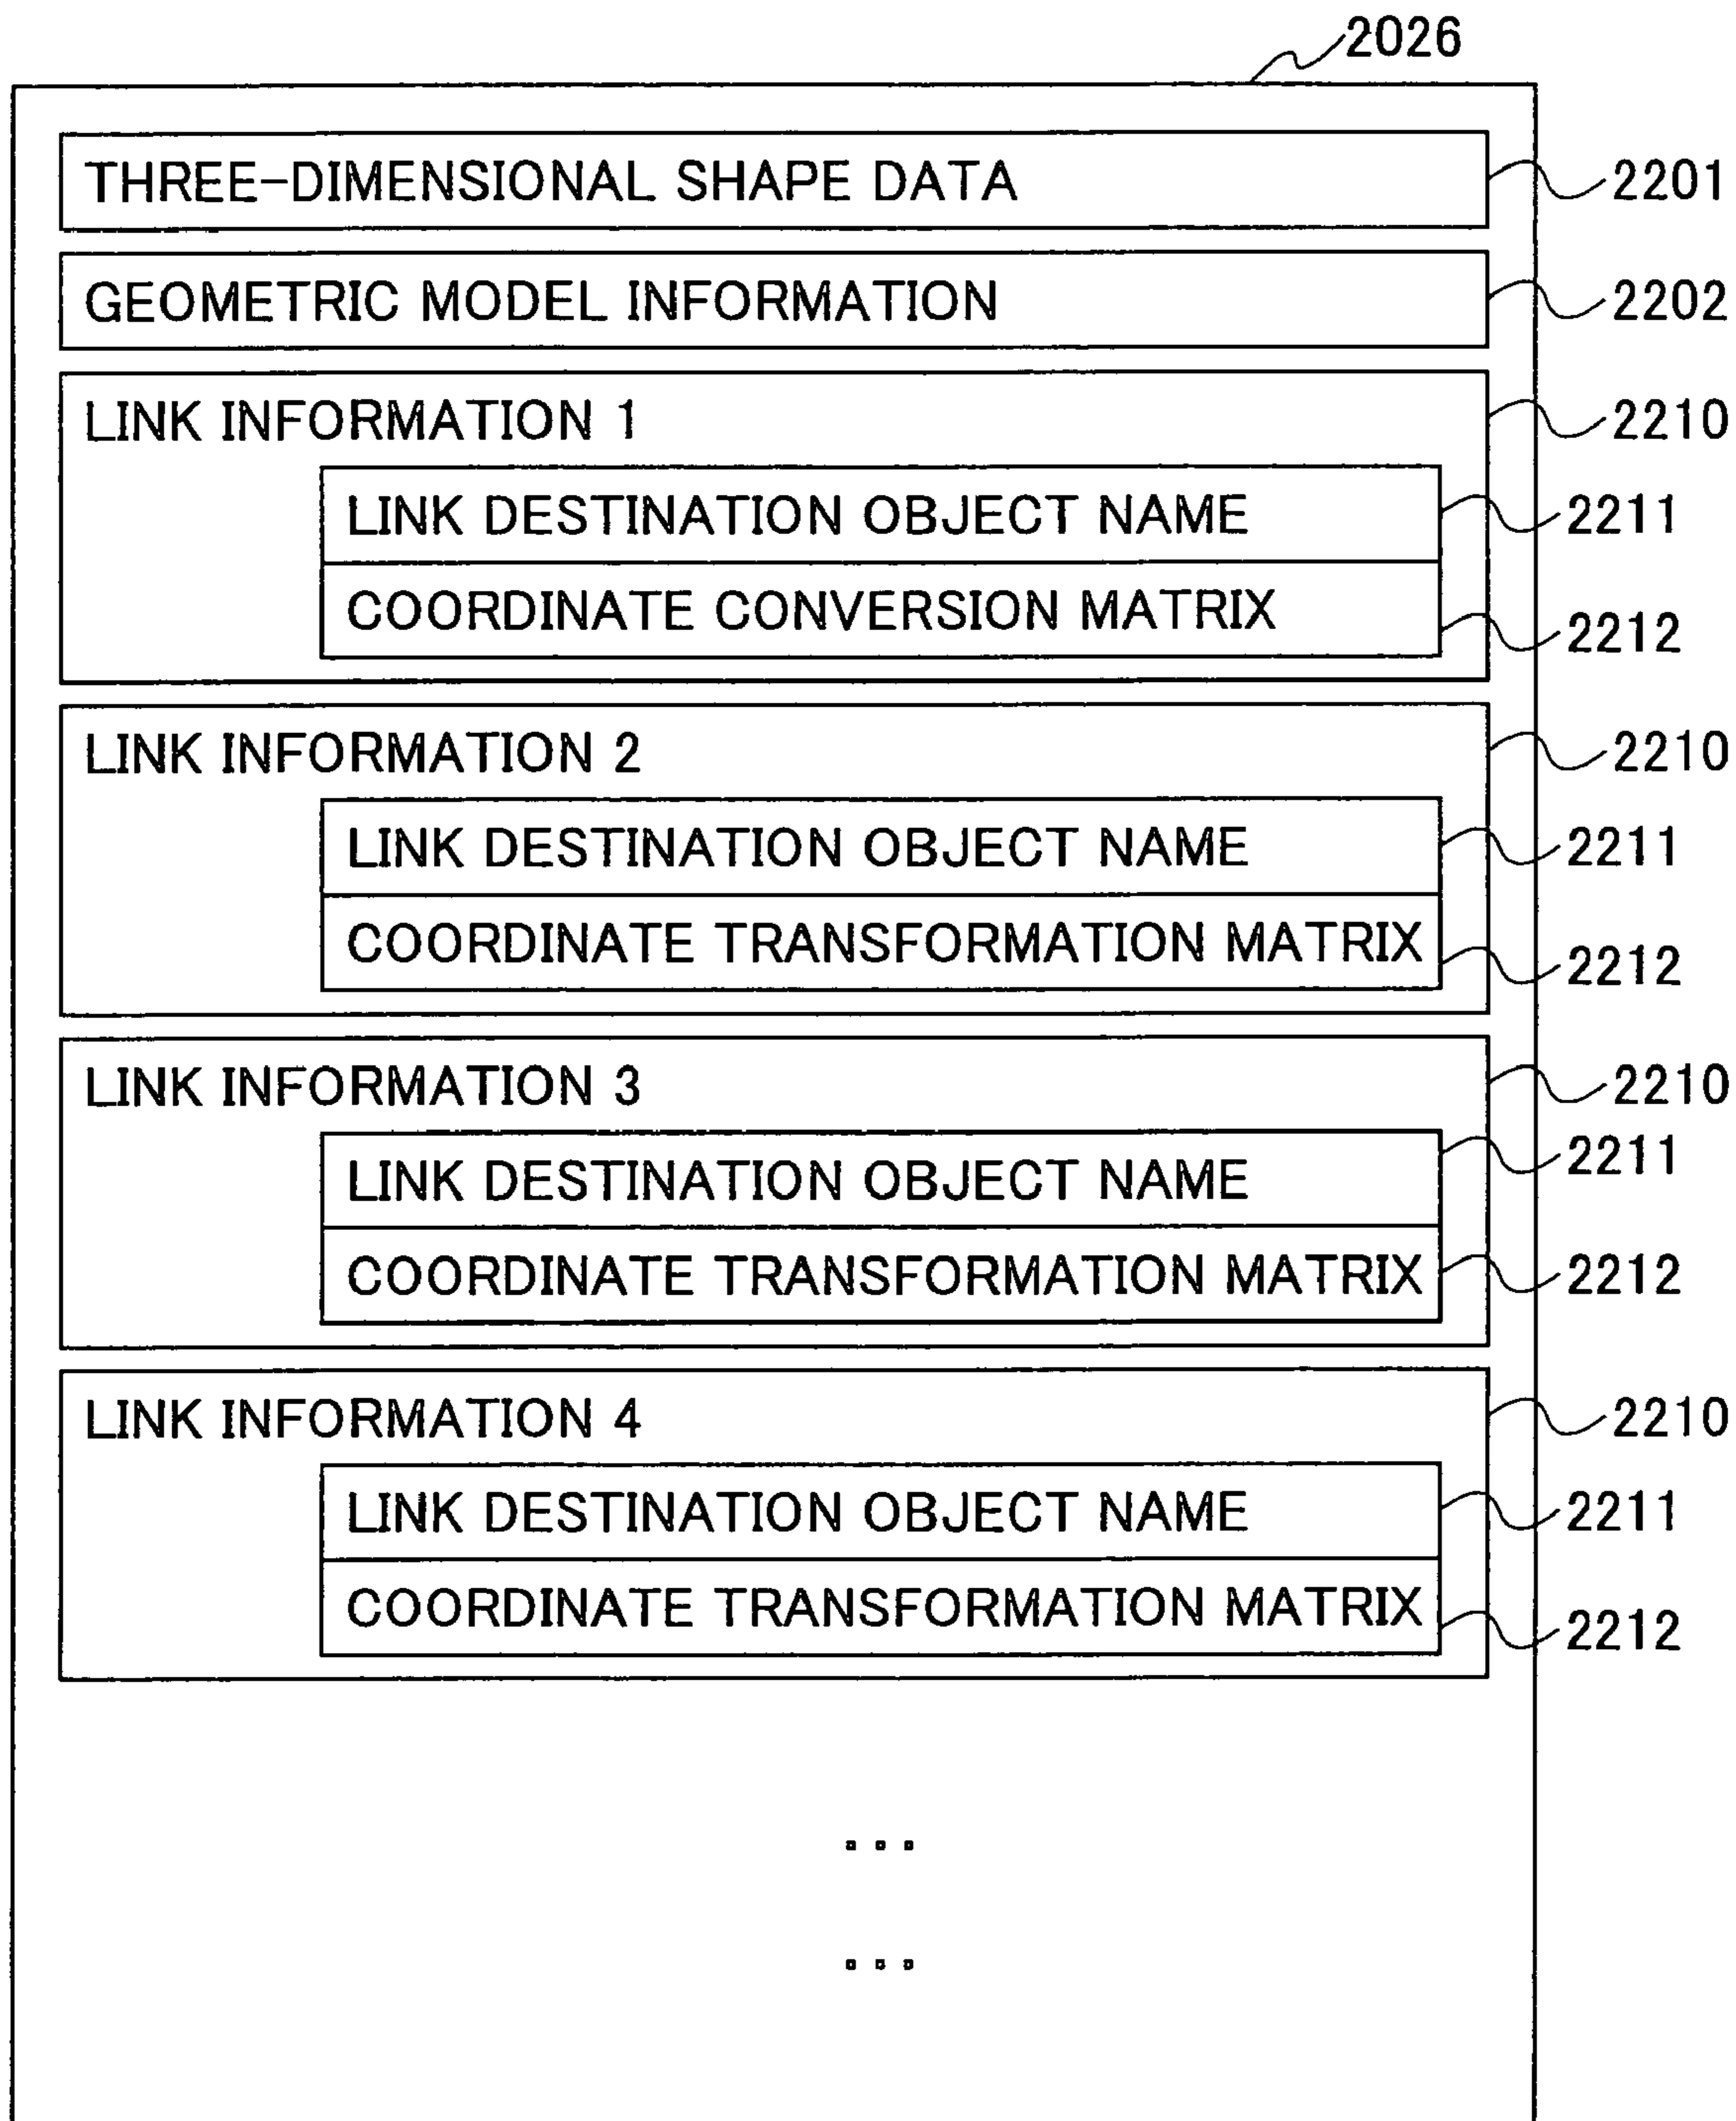 2026
THREE-DIMENSIONAL SHAPE DATA 2201
GEOMETRIC MODEL INFORMATION 2202
LINK INFORMATION 1 2210
LINK DESTINATION OBJECT NAME 2211
COORDINATE CONVERSION MATRIX 2212
LINK INFORMATION 2 2210
LINK DESTINATION OBJECT NAME 2211
COORDINATE TRANSFORMATION MATRIX 2212
LINK INFORMATION 3 2210
LINK DESTINATION OBJECT NAME 2211
COORDINATE TRANSFORMATION MATRIX 2212
LINK INFORMATION 4 2210
LINK DESTINATION OBJECT NAME 2211
COORDINATE TRANSFORMATION MATRIX 2212
...
...